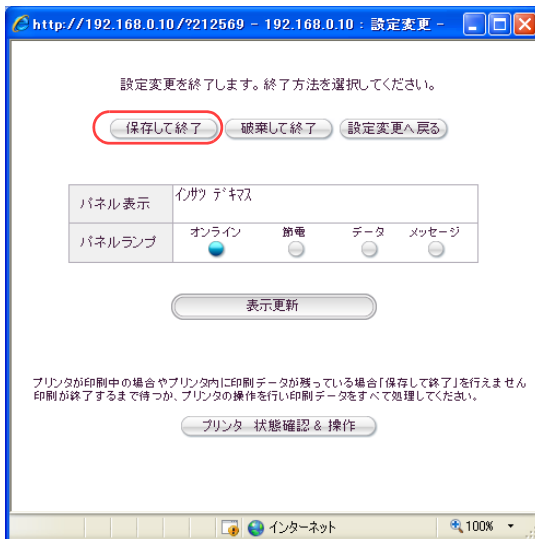 http://192.168.0.10/?212569 - 192.168.0.10 : 設定変更 -
設定変更を終了します。終了方法を選択してください。
保存して終了 破棄して終了 設定変更へ戻る
パネル表示 インサツ デキマス
オンライン 節電 データ メッセージ
パネルランプ
表示更新
プリンタが印刷中の場合やプリンタ内に印刷データが残っている場合「保存して終了」を行えません
印刷が終了するまで待つか、プリンタの操作を行い印刷データをすべて処理してください。
プリンタ 状態確認 & 操作
インターネット 100%